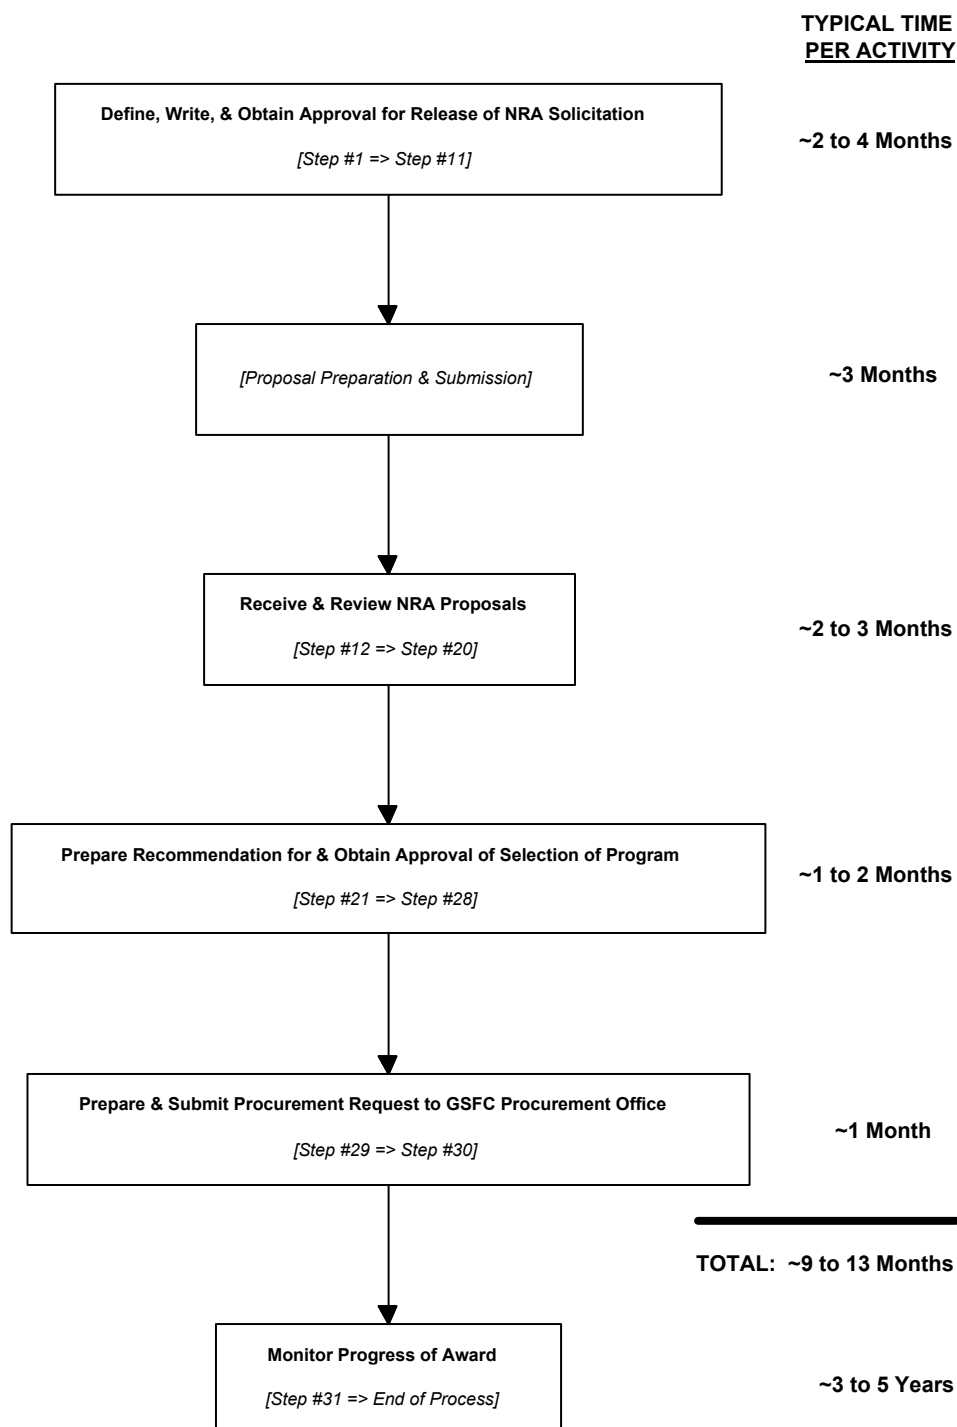 TYPICAL TIME
PER ACTIVITY
Define, Write, & Obtain Approval for Release of NRA Solicitation
[Step #1 => Step #11]
~2 to 4 Months
[Proposal Preparation & Submission]
~3 Months
Receive & Review NRA Proposals
[Step #12 => Step #20]
~2 to 3 Months
Prepare Recommendation for & Obtain Approval of Selection of Program
[Step #21 => Step #28]
~1 to 2 Months
Prepare & Submit Procurement Request to GSFC Procurement Office
[Step #29 => Step #30]
~1 Month
TOTAL: ~9 to 13 Months
Monitor Progress of Award
[Step #31 => End of Process]
~3 to 5 Years